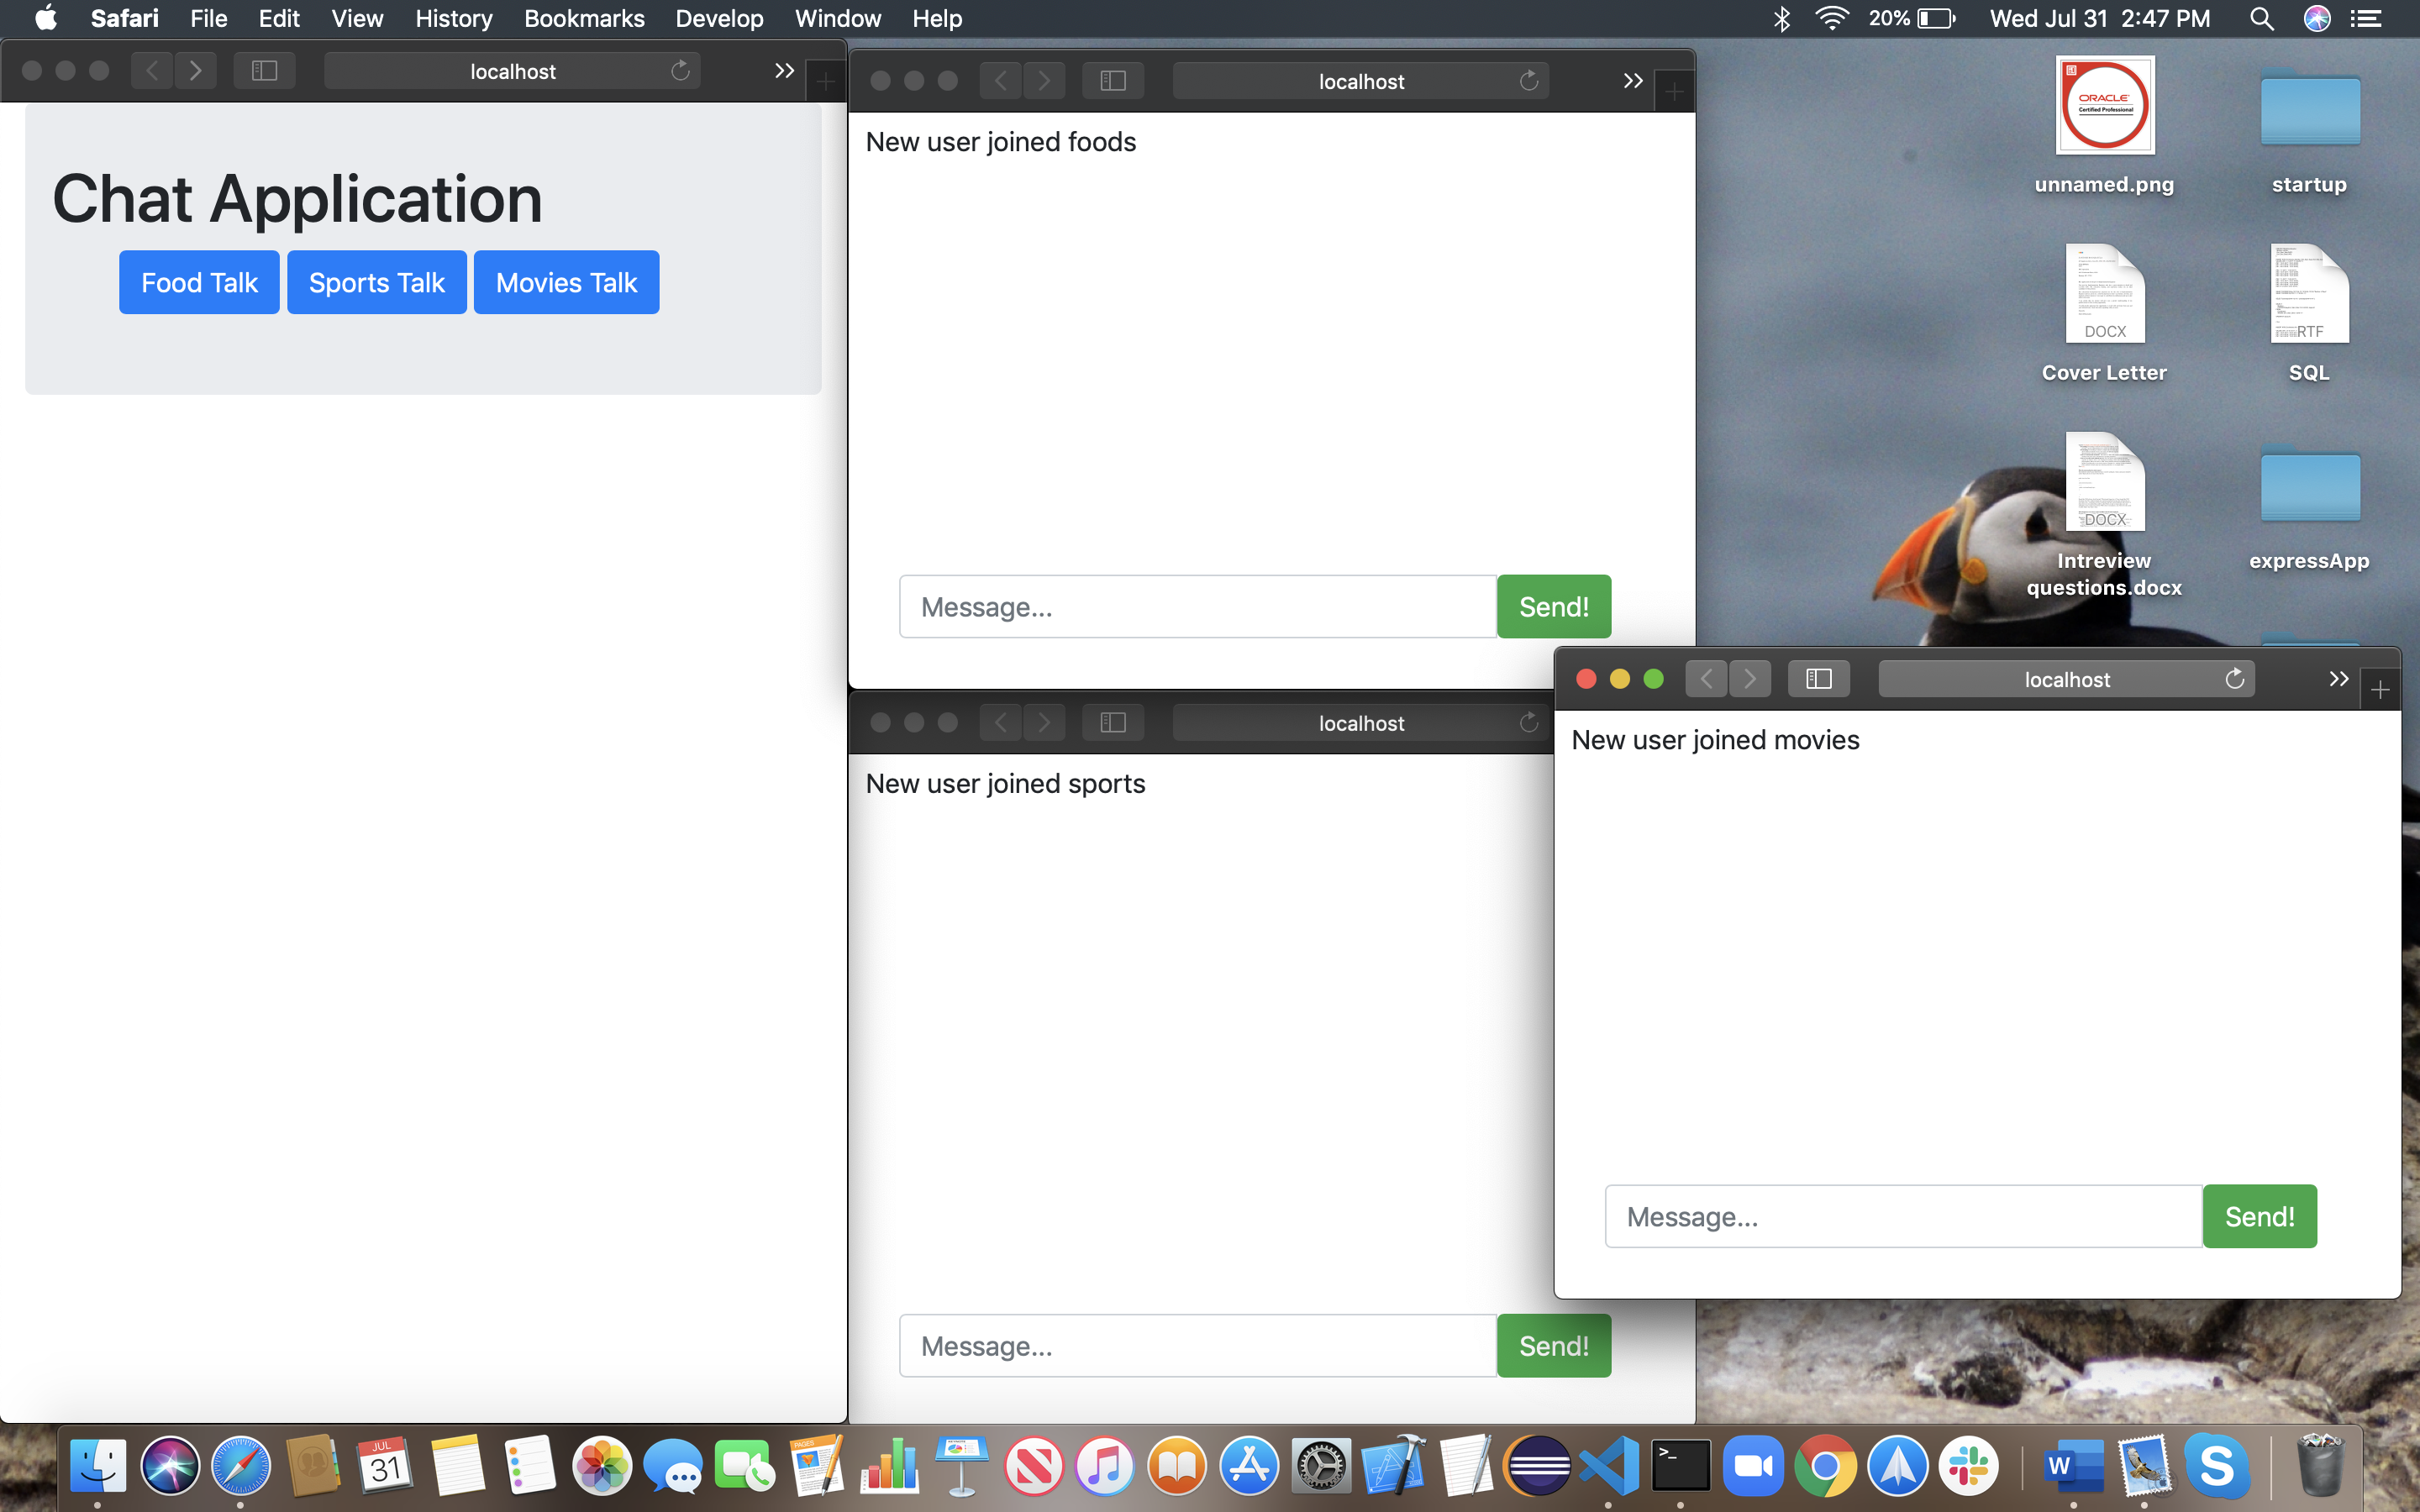 Safari File Edit View History Bookmarks Develop Window Help 20% Wed Jul 31 2:47 PM
localhost
Chat Application
Food Talk Sports Talk Movies Talk
localhost
New user joined foods
Message... Send!
localhost
New user joined sports
Message... Send!
localhost
New user joined movies
Message... Send!
ORACLE
Certified Professional
unnamed.png
startup
DOCX
Cover Letter
RTF
SQL
DOCX
Intreview
questions.docx
expressApp
JUL
31
PAGES
W
S